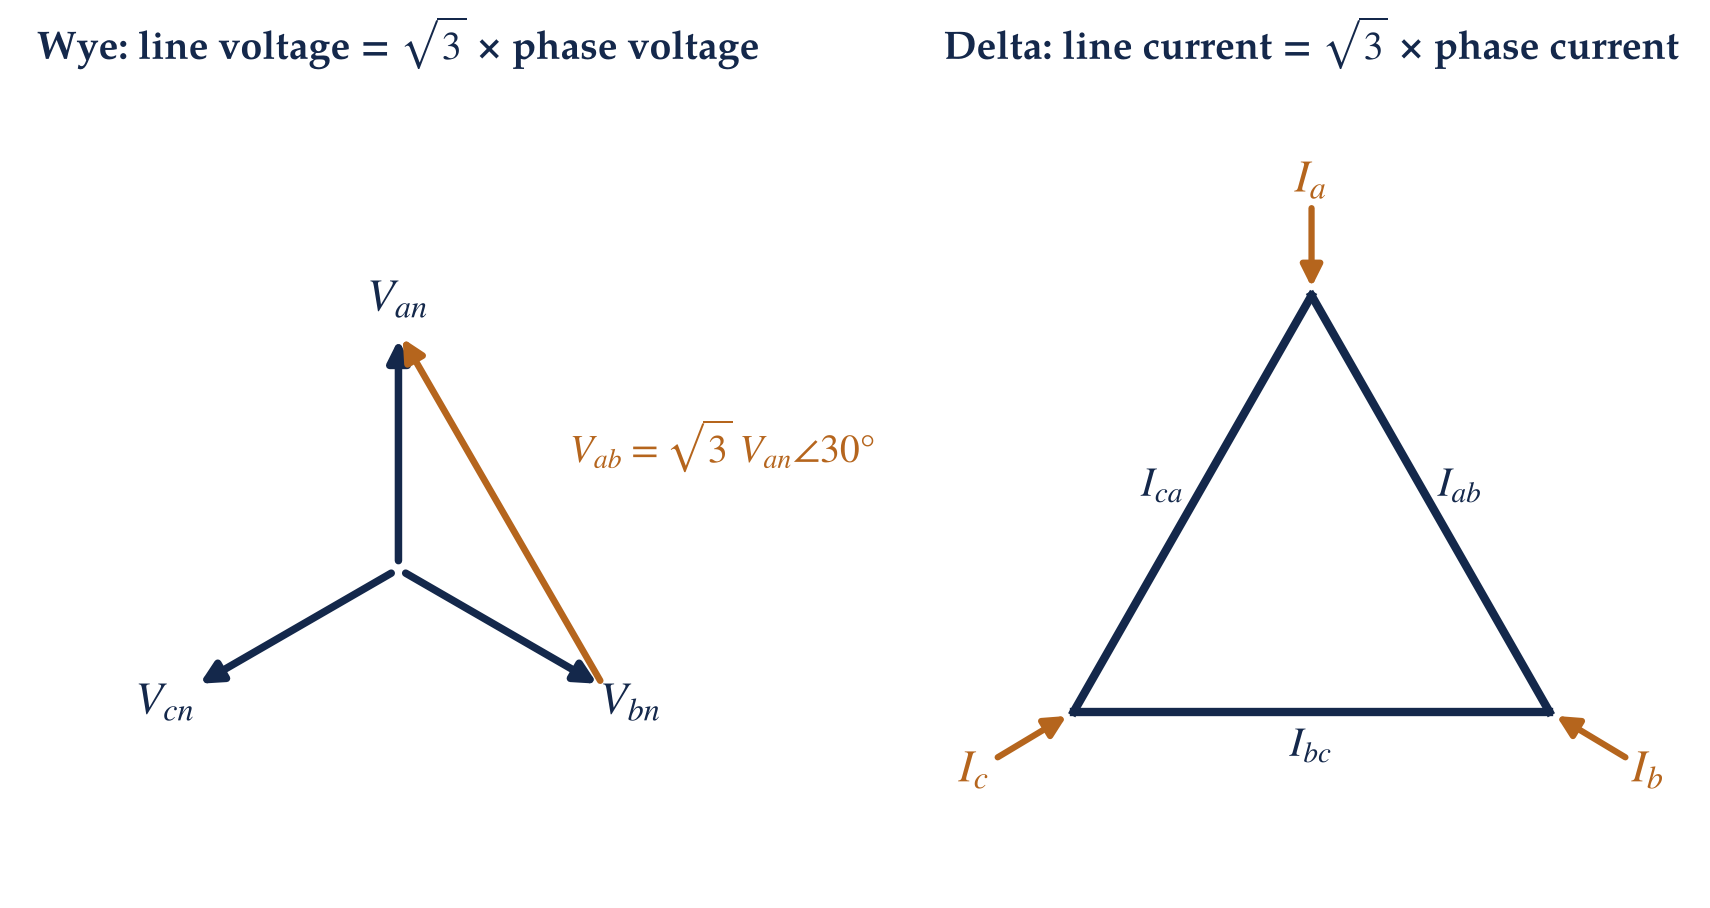 Wye: line voltage = √3 × phase voltage
Delta: line current = √3 × phase current
V_an
V_ab = √3 V_an∠30°
V_cn
V_bn
I_a
I_ca
I_ab
I_bc
I_c
I_b